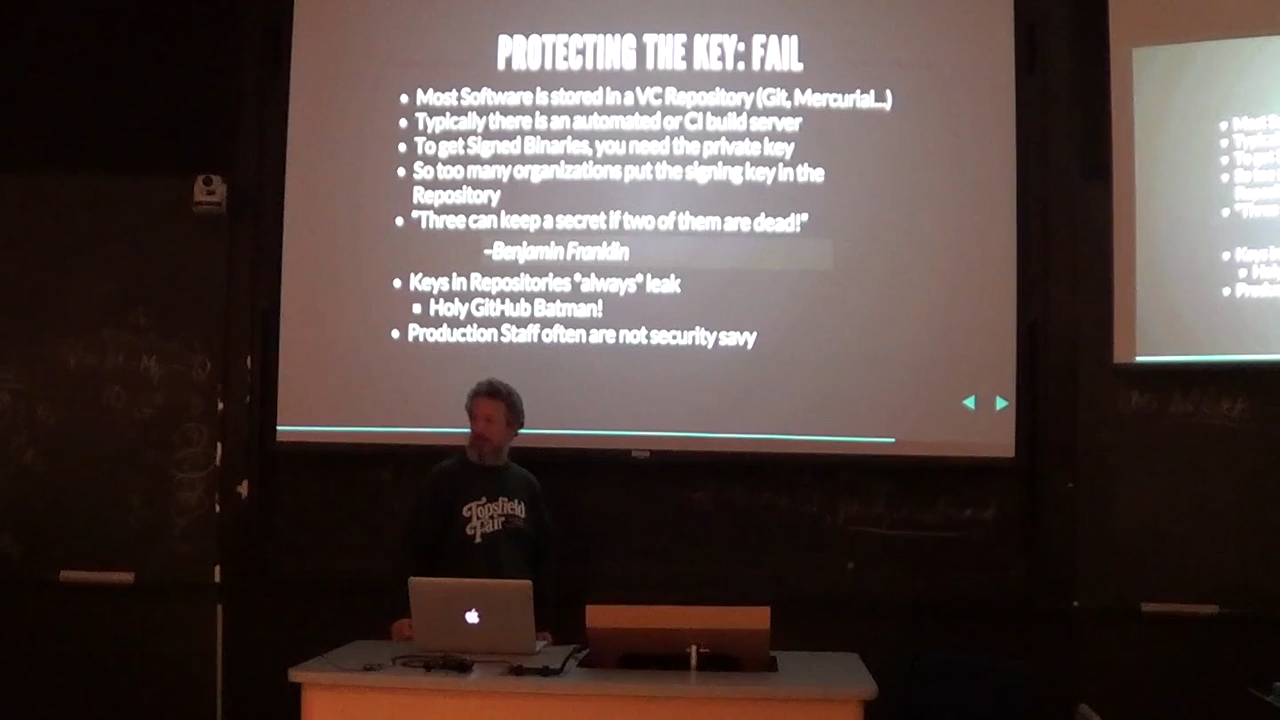 PROTECTING THE KEY: FAIL
• Most Software is stored in a VC Repository (Git, Mercurial...)
• Typically there is an automated or CI build server
• To get Signed Binaries, you need the private key
• So too many organizations put the signing key in the
Repository
• "Three can keep a secret if two of them are dead!"
–Benjamin Franklin
• Keys in Repositories *always* leak
▪ Holy GitHub Batman!
• Production Staff often are not security savy
Topsfield
Fair